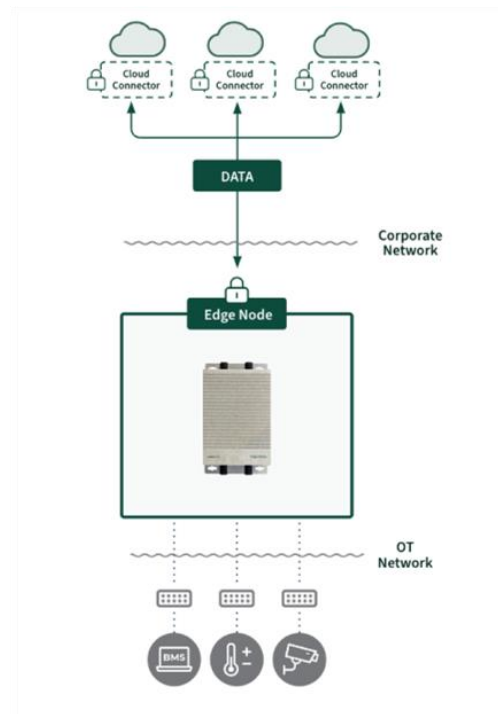 Cloud
Connector
Cloud
Connector
Cloud
Connector
DATA
Corporate
Network
Edge Node
OT
Network
BMS